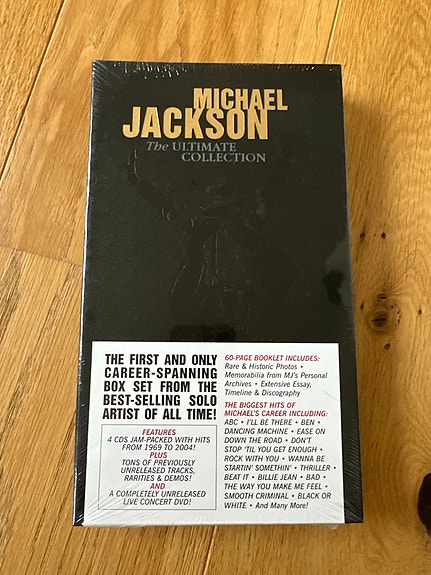 MICHAEL
JACKSON
The ULTIMATE
COLLECTION
THE FIRST AND ONLY
CAREER-SPANNING
BOX SET FROM THE
BEST-SELLING SOLO
ARTIST OF ALL TIME!
FEATURES
4 CDS JAM-PACKED WITH HITS
FROM 1969 TO 2004!
PLUS
TONS OF PREVIOUSLY
UNRELEASED TRACKS,
RARITIES & DEMOS!
AND
A COMPLETELY UNRELEASED
LIVE CONCERT DVD!
60-PAGE BOOKLET INCLUDES:
Rare & Historic Photos •
Memorabilia from MJ's Personal
Archives • Extensive Essay,
Timeline & Discography
THE BIGGEST HITS OF
MICHAEL'S CAREER INCLUDING:
ABC • I'LL BE THERE • BEN •
DANCING MACHINE • EASE ON
DOWN THE ROAD • DON'T
STOP 'TIL YOU GET ENOUGH •
ROCK WITH YOU • WANNA BE
STARTIN' SOMETHIN' • THRILLER •
BEAT IT • BILLIE JEAN • BAD •
THE WAY YOU MAKE ME FEEL •
SMOOTH CRIMINAL • BLACK OR
WHITE • And Many More!